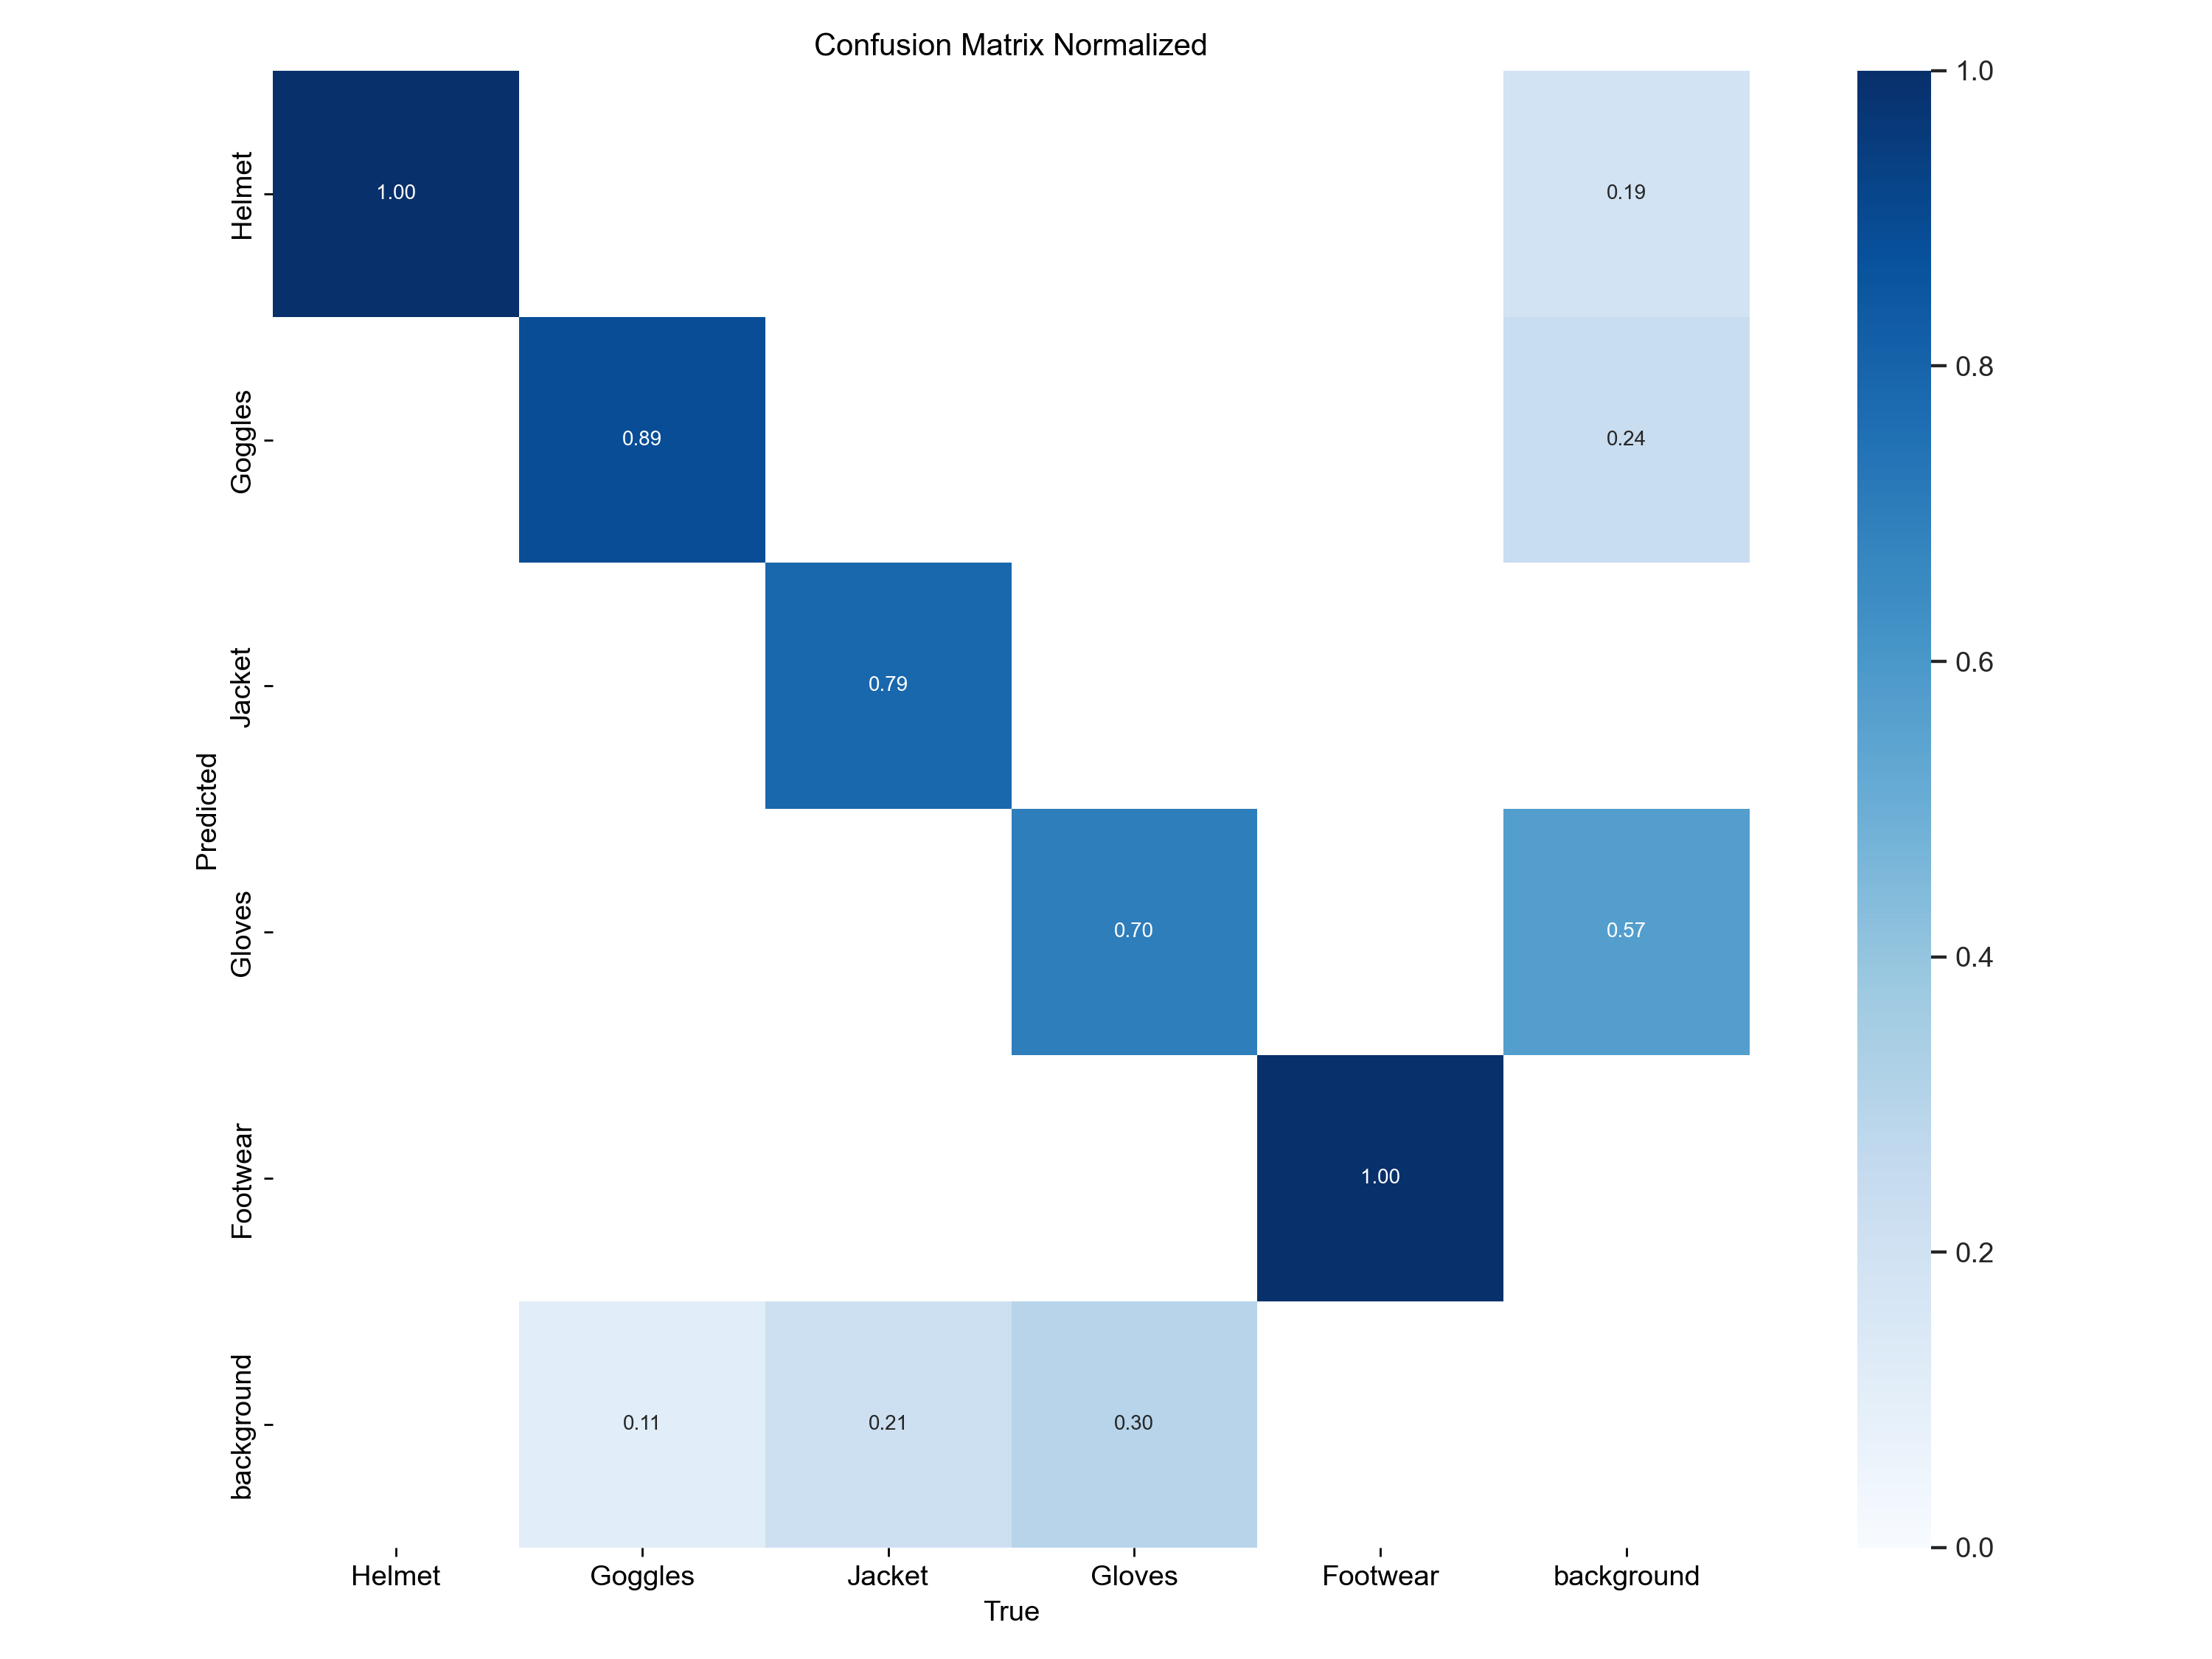 Confusion Matrix Normalized
1.0
Helmet
1.00
0.19
0.8
Goggles
0.89
0.24
0.6
Jacket
0.79
Predicted
Gloves
0.70
0.57
0.4
Footwear
1.00
0.2
background
0.11
0.21
0.30
0.0
Helmet Goggles Jacket Gloves Footwear background
True